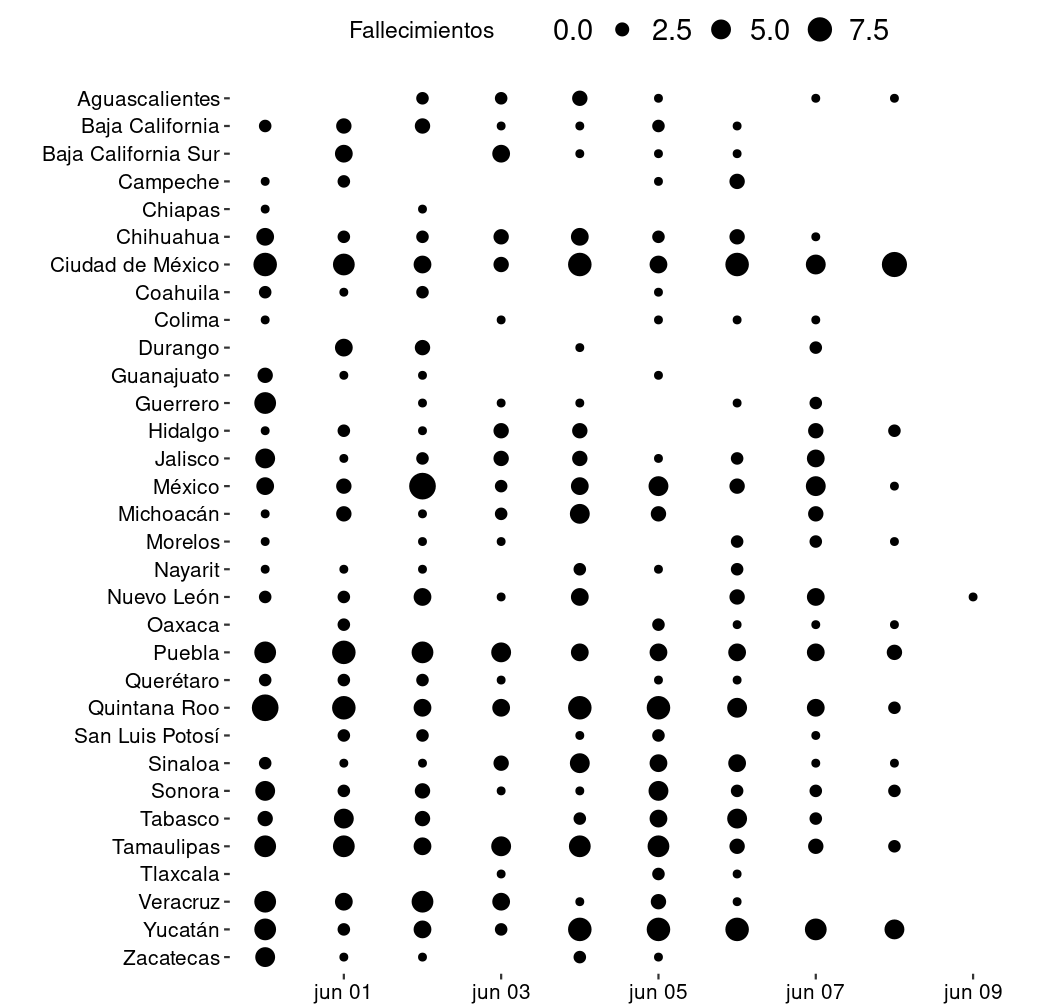 Fallecimientos 0.0 2.5 5.0 7.5
Aguascalientes
Baja California
Baja California Sur
Campeche
Chiapas
Chihuahua
Ciudad de México
Coahuila
Colima
Durango
Guanajuato
Guerrero
Hidalgo
Jalisco
México
Michoacán
Morelos
Nayarit
Nuevo León
Oaxaca
Puebla
Querétaro
Quintana Roo
San Luis Potosí
Sinaloa
Sonora
Tabasco
Tamaulipas
Tlaxcala
Veracruz
Yucatán
Zacatecas
jun 01 jun 03 jun 05 jun 07 jun 09